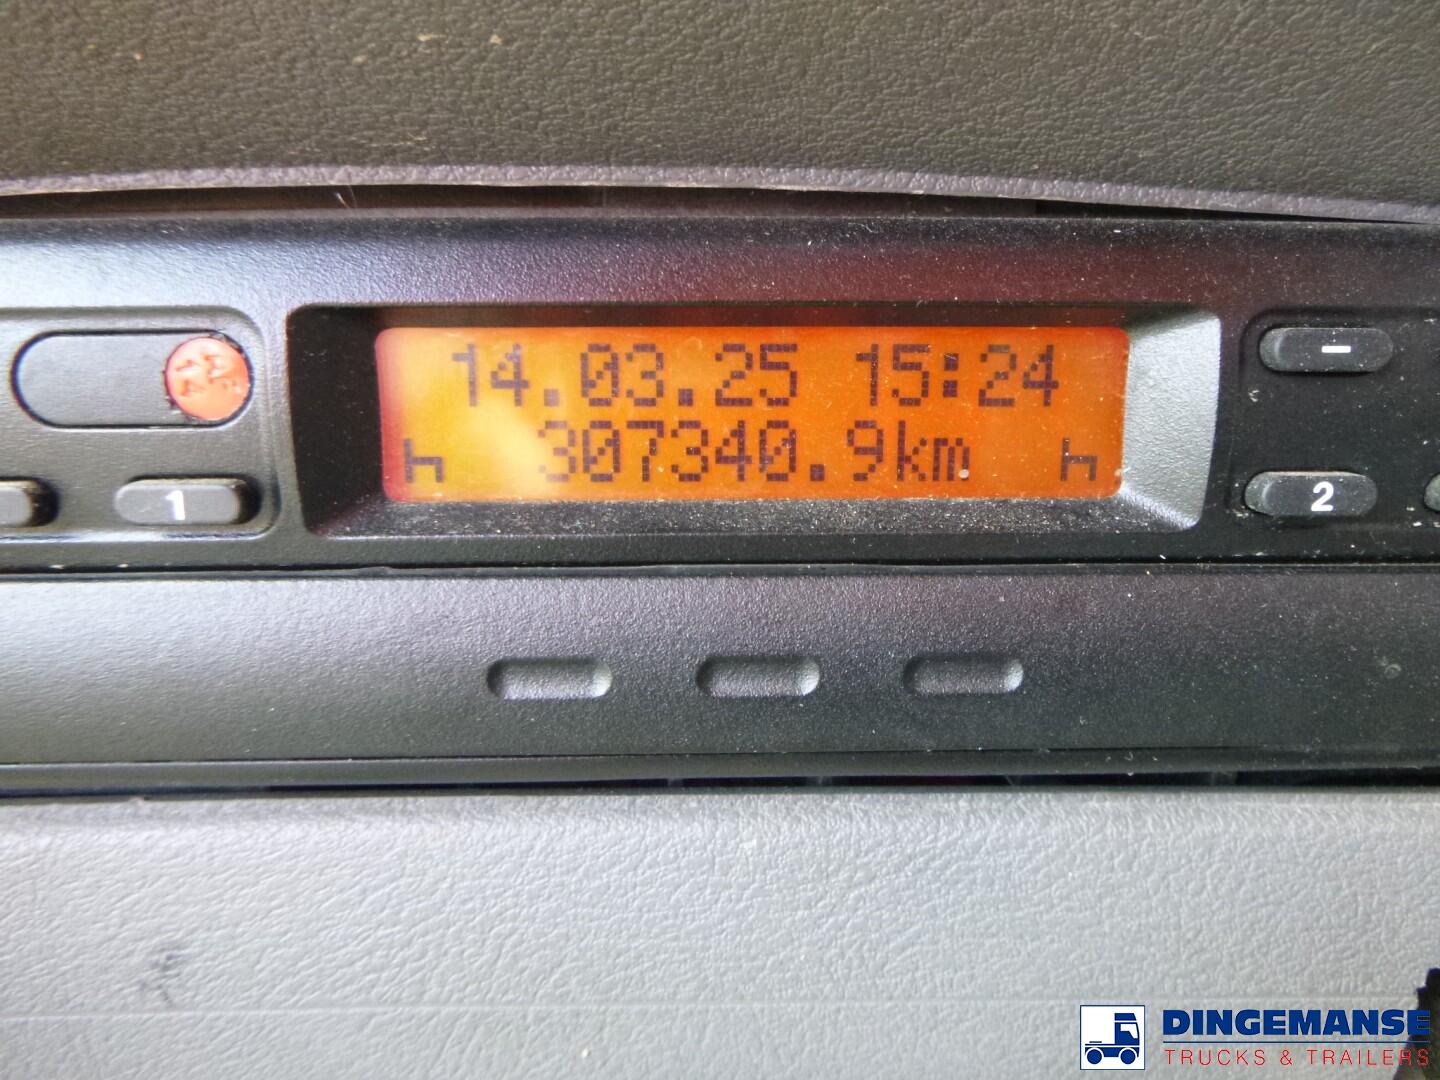 14.03.25 15:24
307340.9km
-
1
2
DINGEMANSE
TRUCKS & TRAILERS